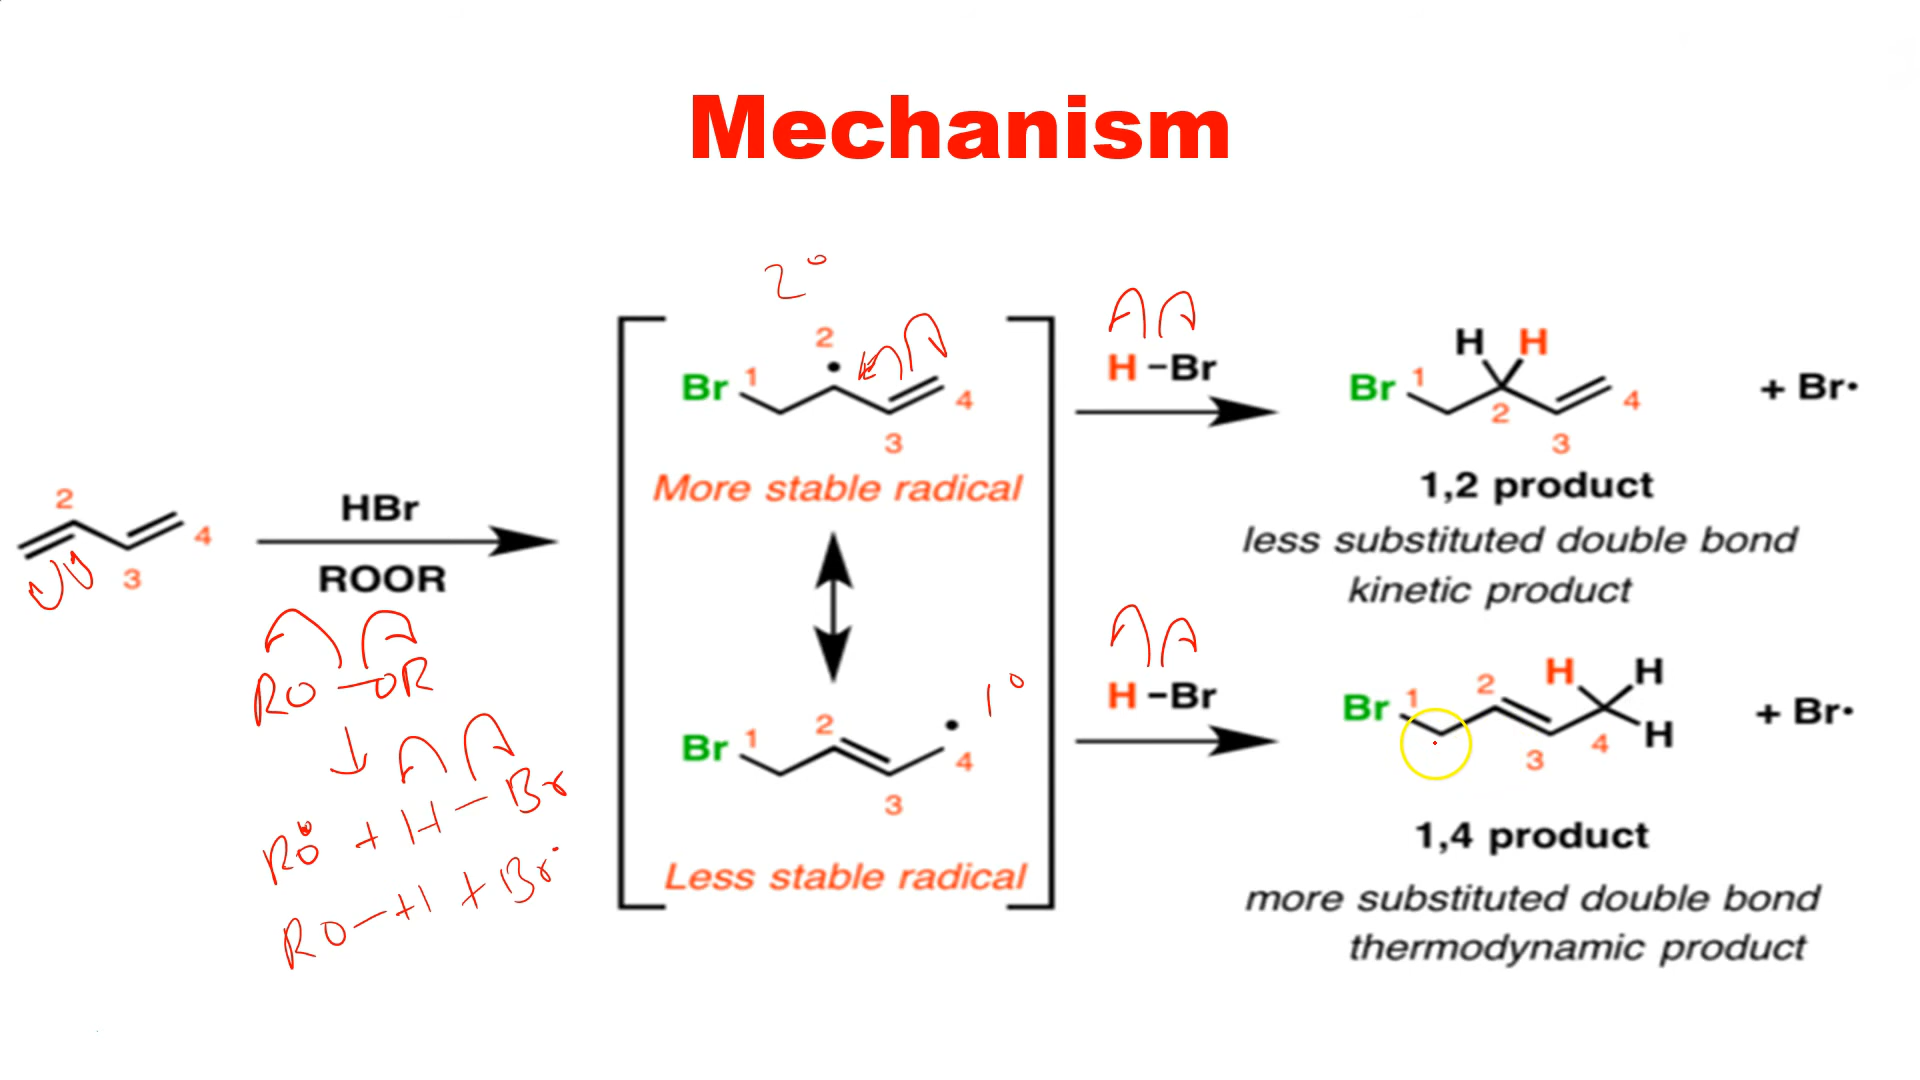 Mechanism
2
3
4
HBr
ROOR
RO—OR
↓
RO• + H—Br
RO—H + Br•
2°
Br 1 2 • 3 4
More stable radical
Br 1 2 3 • 4
1°
Less stable radical
H–Br
H–Br
H H
Br 1 2 3 4
+ Br•
1,2 product
less substituted double bond
kinetic product
H H
Br 1 2 3 4 H
+ Br•
1,4 product
more substituted double bond
thermodynamic product